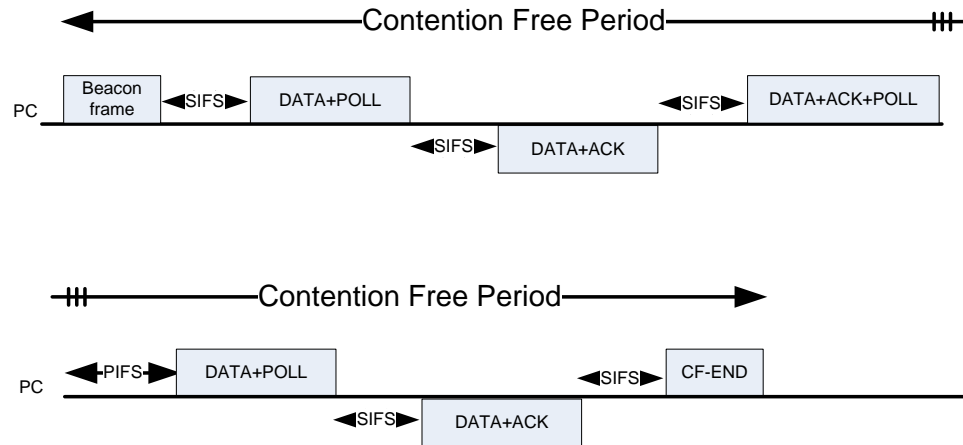 Contention Free Period
Beacon
frame
SIFS
DATA+POLL
SIFS
DATA+ACK+POLL
PC
SIFS
DATA+ACK
Contention Free Period
PIFS
DATA+POLL
SIFS
CF-END
PC
SIFS
DATA+ACK